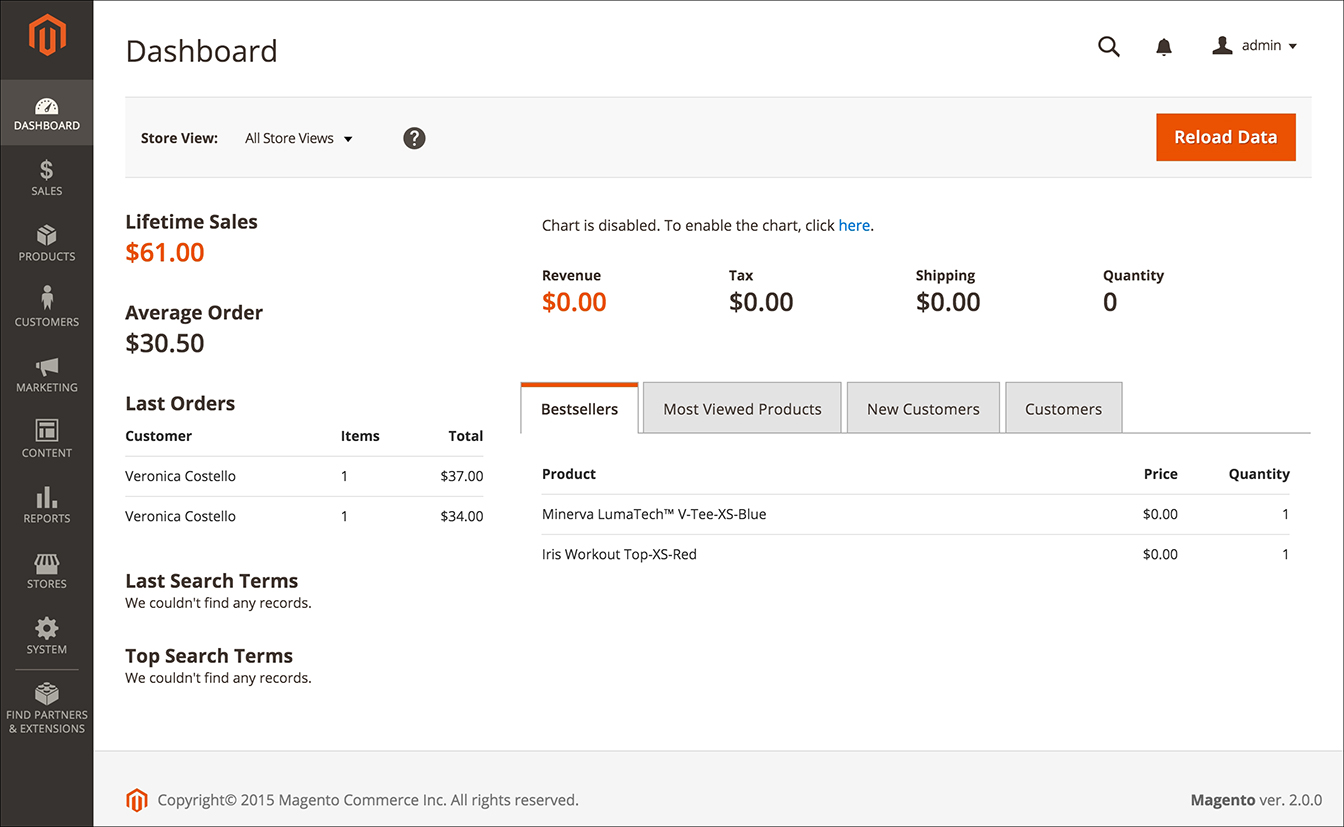 Dashboard
admin
DASHBOARD
SALES
PRODUCTS
CUSTOMERS
MARKETING
CONTENT
REPORTS
STORES
SYSTEM
FIND PARTNERS
& EXTENSIONS
Store View: All Store Views ?
Reload Data
Lifetime Sales
$61.00
Average Order
$30.50
Last Orders
Customer Items Total
Veronica Costello 1 $37.00
Veronica Costello 1 $34.00
Last Search Terms
We couldn't find any records.
Top Search Terms
We couldn't find any records.
Chart is disabled. To enable the chart, click here.
Revenue Tax Shipping Quantity
$0.00 $0.00 $0.00 0
Bestsellers Most Viewed Products New Customers Customers
Product Price Quantity
Minerva LumaTech™ V-Tee-XS-Blue $0.00 1
Iris Workout Top-XS-Red $0.00 1
Copyright© 2015 Magento Commerce Inc. All rights reserved.
Magento ver. 2.0.0